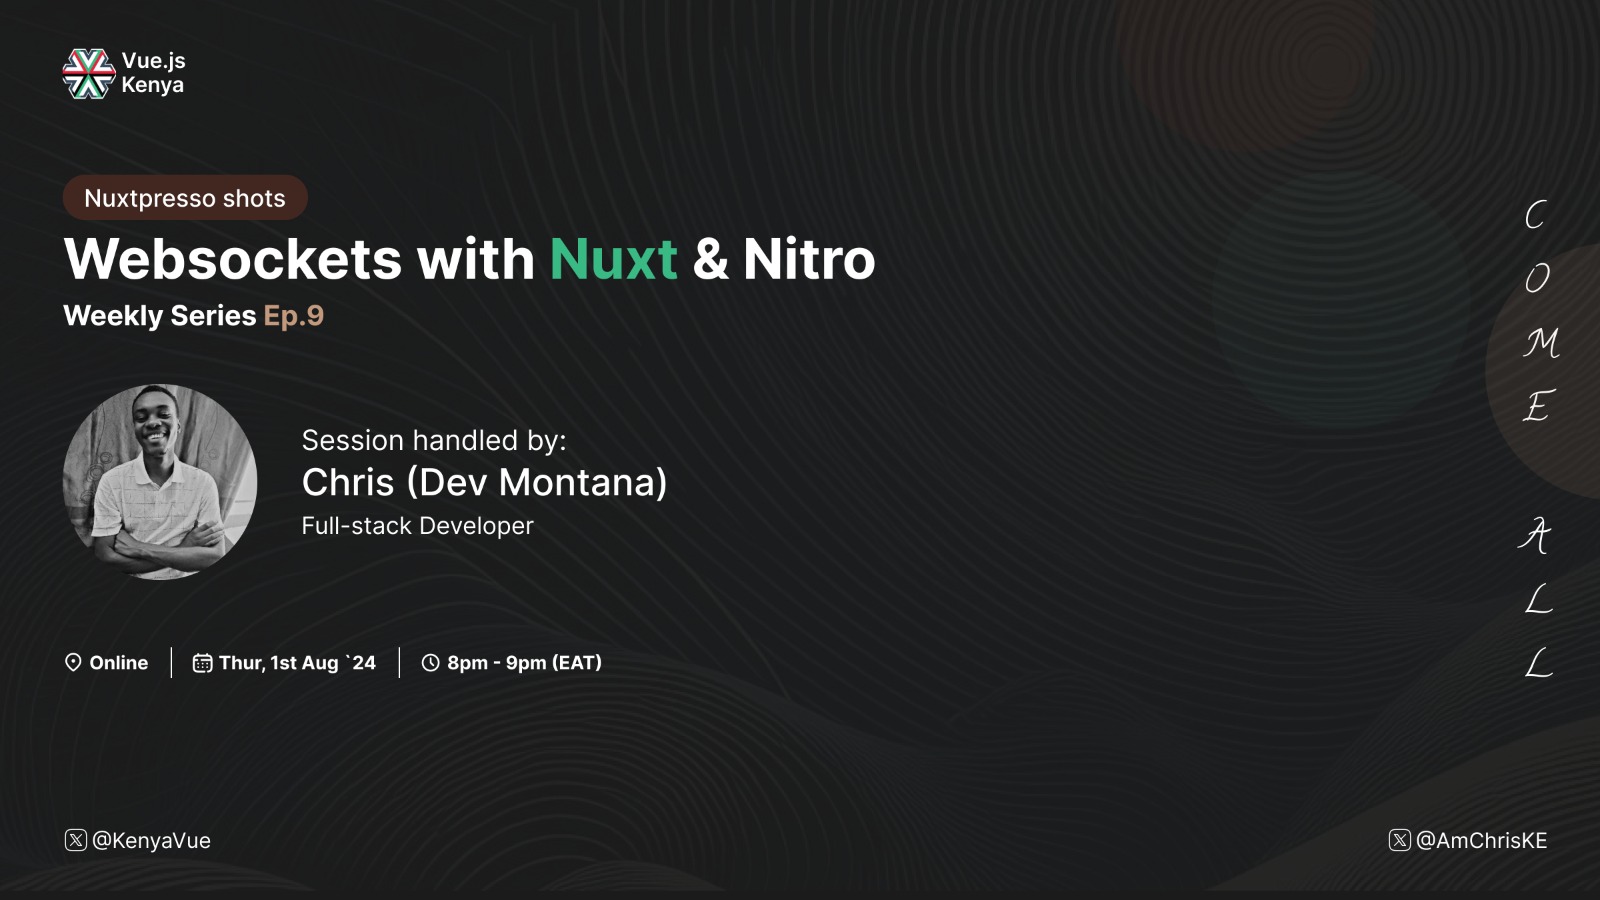 Vue.js
Kenya
Nuxtpresso shots
Websockets with Nuxt & Nitro
Weekly Series Ep.9
Session handled by:
Chris (Dev Montana)
Full-stack Developer
Online
Thur, 1st Aug `24
8pm - 9pm (EAT)
C
O
M
E
A
L
L
@KenyaVue
@AmChrisKE